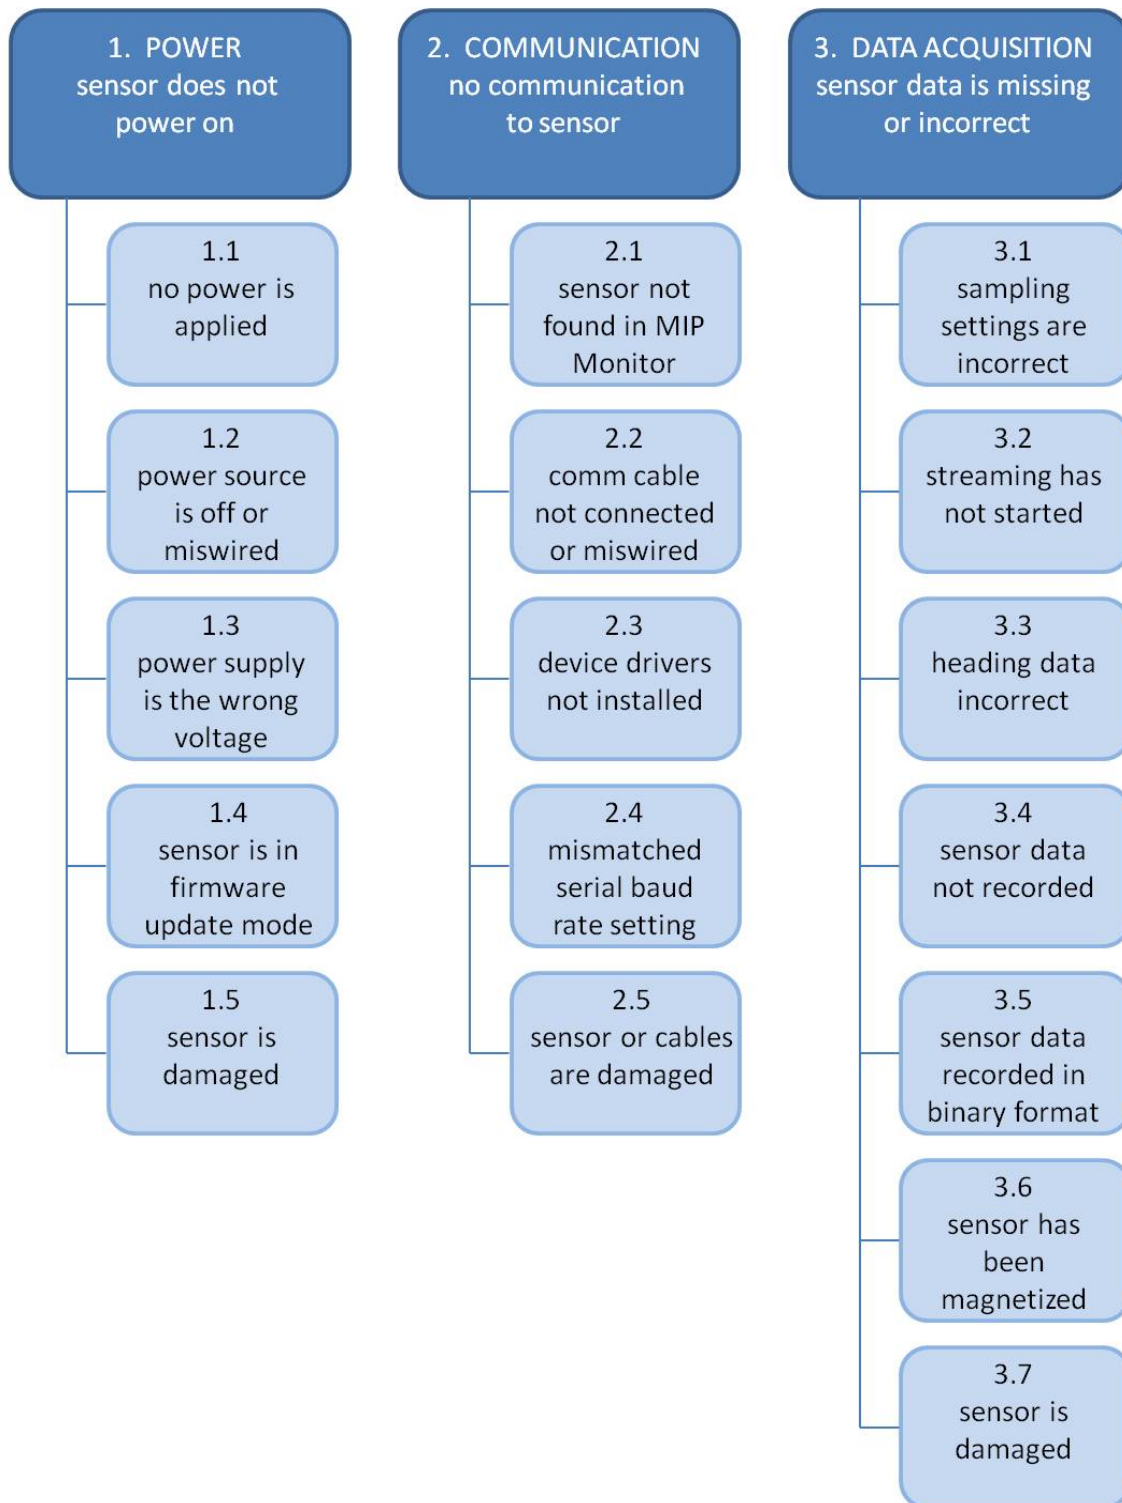 1. POWER
sensor does not
power on
1.1
no power is
applied
1.2
power source
is off or
miswired
1.3
power supply
is the wrong
voltage
1.4
sensor is in
firmware
update mode
1.5
sensor is
damaged
2. COMMUNICATION
no communication
to sensor
2.1
sensor not
found in MIP
Monitor
2.2
comm cable
not connected
or miswired
2.3
device drivers
not installed
2.4
mismatched
serial baud
rate setting
2.5
sensor or cables
are damaged
3. DATA ACQUISITION
sensor data is missing
or incorrect
3.1
sampling
settings are
incorrect
3.2
streaming has
not started
3.3
heading data
incorrect
3.4
sensor data
not recorded
3.5
sensor data
recorded in
binary format
3.6
sensor has
been
magnetized
3.7
sensor is
damaged